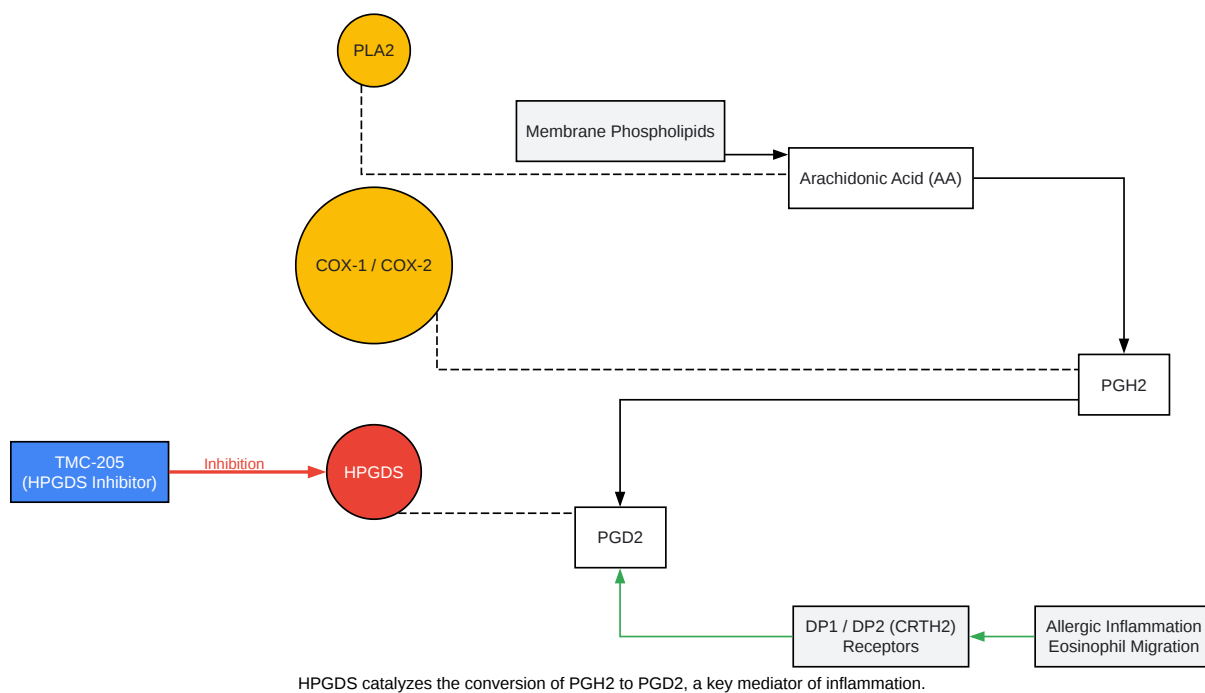 PLA2
Membrane Phospholipids
Arachidonic Acid (AA)
COX-1 / COX-2
PGH2
TMC-205
(HPGDS Inhibitor)
Inhibition
HPGDS
PGD2
DP1 / DP2 (CRTH2)
Receptors
Allergic Inflammation
Eosinophil Migration
HPGDS catalyzes the conversion of PGH2 to PGD2, a key mediator of inflammation.